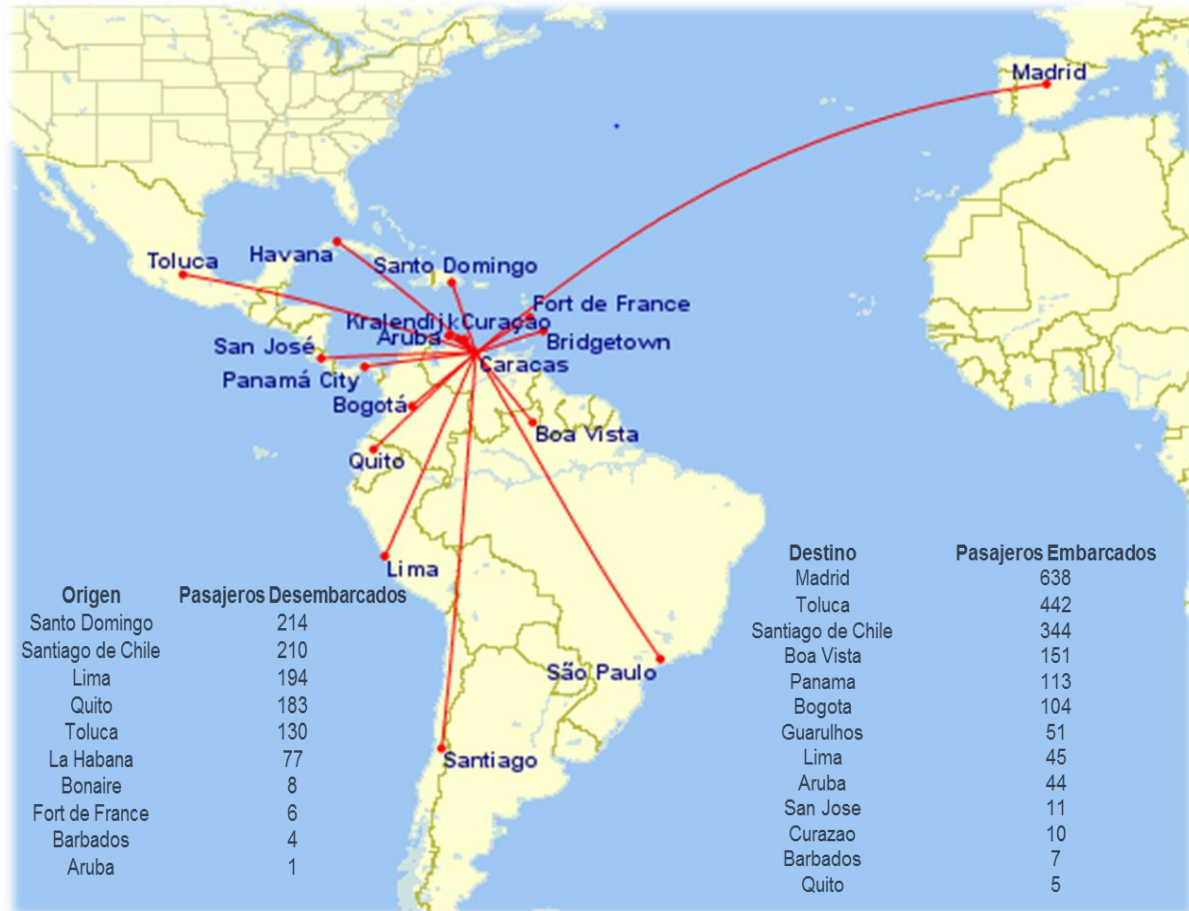 Madrid
Havana
Toluca
Santo Domingo
Fort de France
Kralendijk Curaçao
Aruba
San José
Bridgetown
Caracas
Panamá City
Bogotá
Boa Vista
Quito
Lima
São Paulo
Santiago
Origen Pasajeros Desembarcados
Santo Domingo 214
Santiago de Chile 210
Lima 194
Quito 183
Toluca 130
La Habana 77
Bonaire 8
Fort de France 6
Barbados 4
Aruba 1
Destino Pasajeros Embarcados
Madrid 638
Toluca 442
Santiago de Chile 344
Boa Vista 151
Panama 113
Bogota 104
Guarulhos 51
Lima 45
Aruba 44
San Jose 11
Curazao 10
Barbados 7
Quito 5